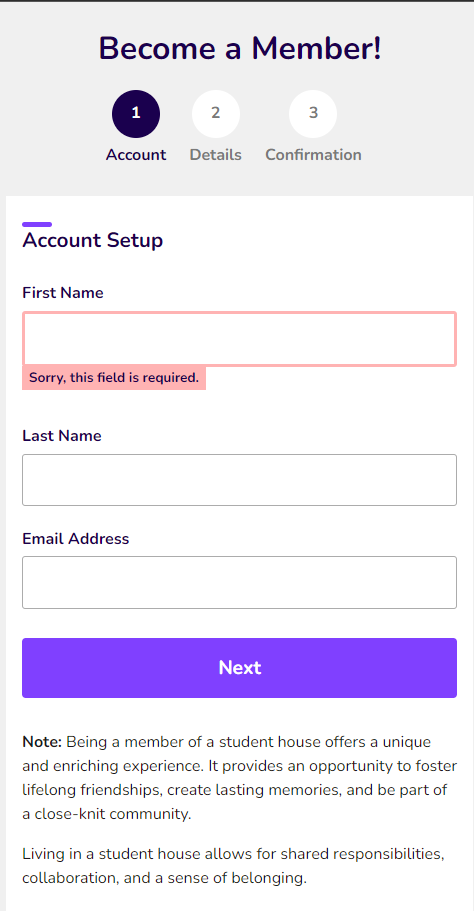 Become a Member!
1 2 3
Account Details Confirmation
Account Setup
First Name
Sorry, this field is required.
Last Name
Email Address
Next
Note: Being a member of a student house offers a unique
and enriching experience. It provides an opportunity to foster
lifelong friendships, create lasting memories, and be part of
a close-knit community.
Living in a student house allows for shared responsibilities,
collaboration, and a sense of belonging.